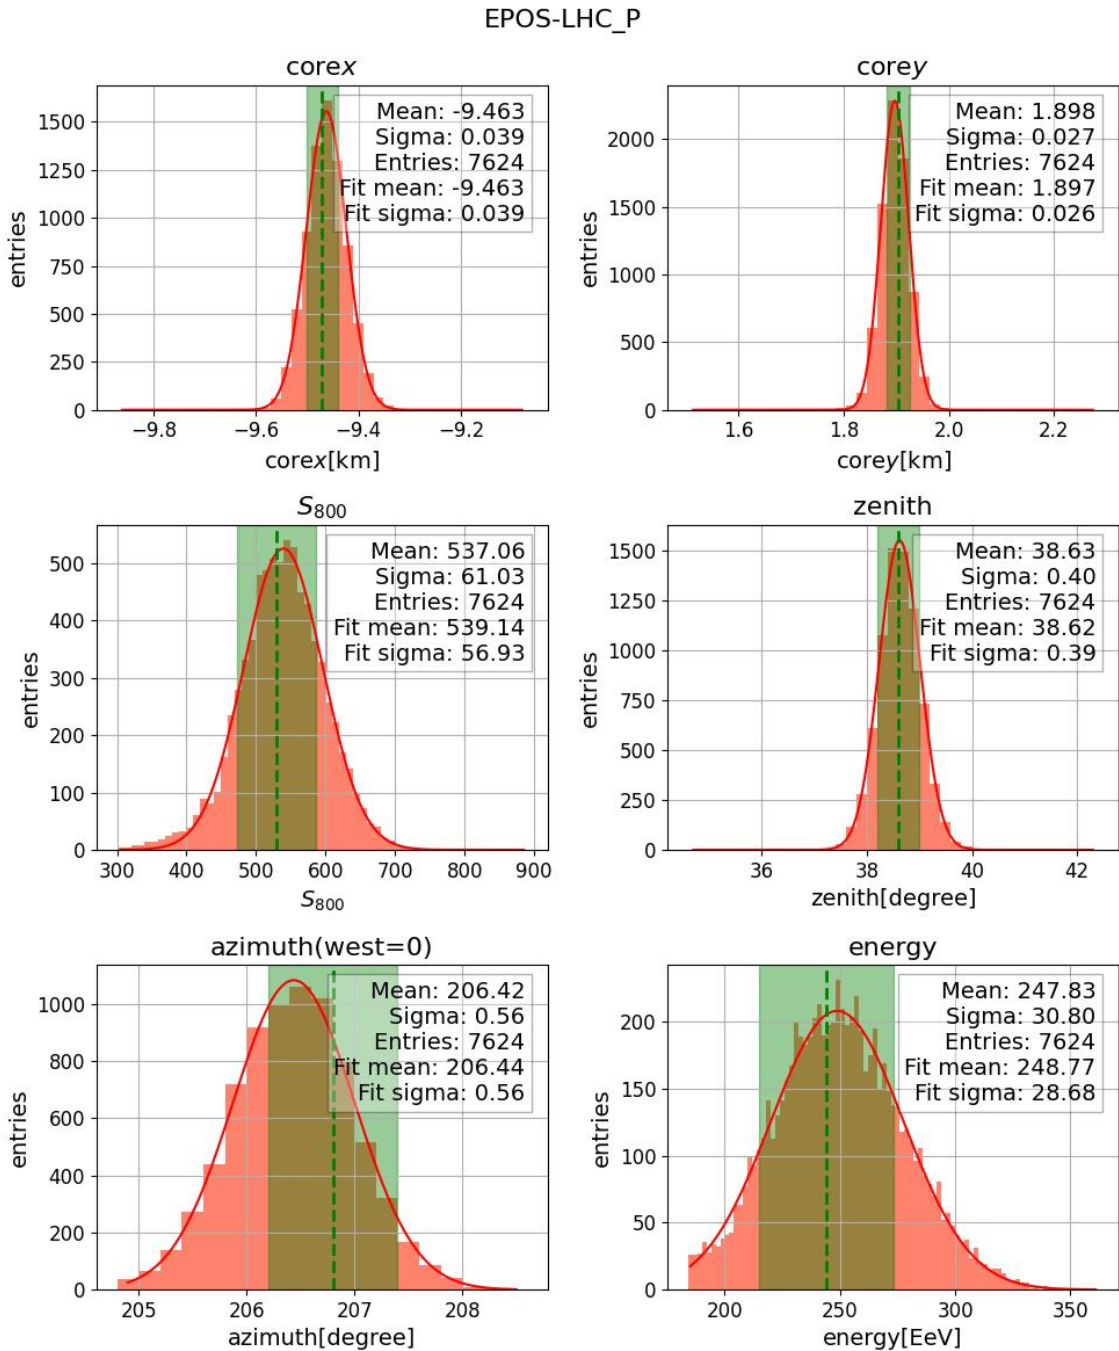 EPOS-LHC_P
corex
Mean: -9.463
Sigma: 0.039
Entries: 7624
Fit mean: -9.463
Fit sigma: 0.039
entries
1500
1250
1000
750
500
250
0
−9.8
−9.6
−9.4
−9.2
corex[km]
corey
Mean: 1.898
Sigma: 0.027
Entries: 7624
Fit mean: 1.897
Fit sigma: 0.026
entries
2000
1500
1000
500
0
1.6
1.8
2.0
2.2
corey[km]
S800
Mean: 537.06
Sigma: 61.03
Entries: 7624
Fit mean: 539.14
Fit sigma: 56.93
entries
500
400
300
200
100
0
300
400
500
600
700
800
900
S800
zenith
Mean: 38.63
Sigma: 0.40
Entries: 7624
Fit mean: 38.62
Fit sigma: 0.39
entries
1500
1250
1000
750
500
250
0
36
38
40
42
zenith[degree]
azimuth(west=0)
Mean: 206.42
Sigma: 0.56
Entries: 7624
Fit mean: 206.44
Fit sigma: 0.56
entries
1000
800
600
400
200
0
205
206
207
208
azimuth[degree]
energy
Mean: 247.83
Sigma: 30.80
Entries: 7624
Fit mean: 248.77
Fit sigma: 28.68
entries
200
150
100
50
0
200
250
300
350
energy[EeV]